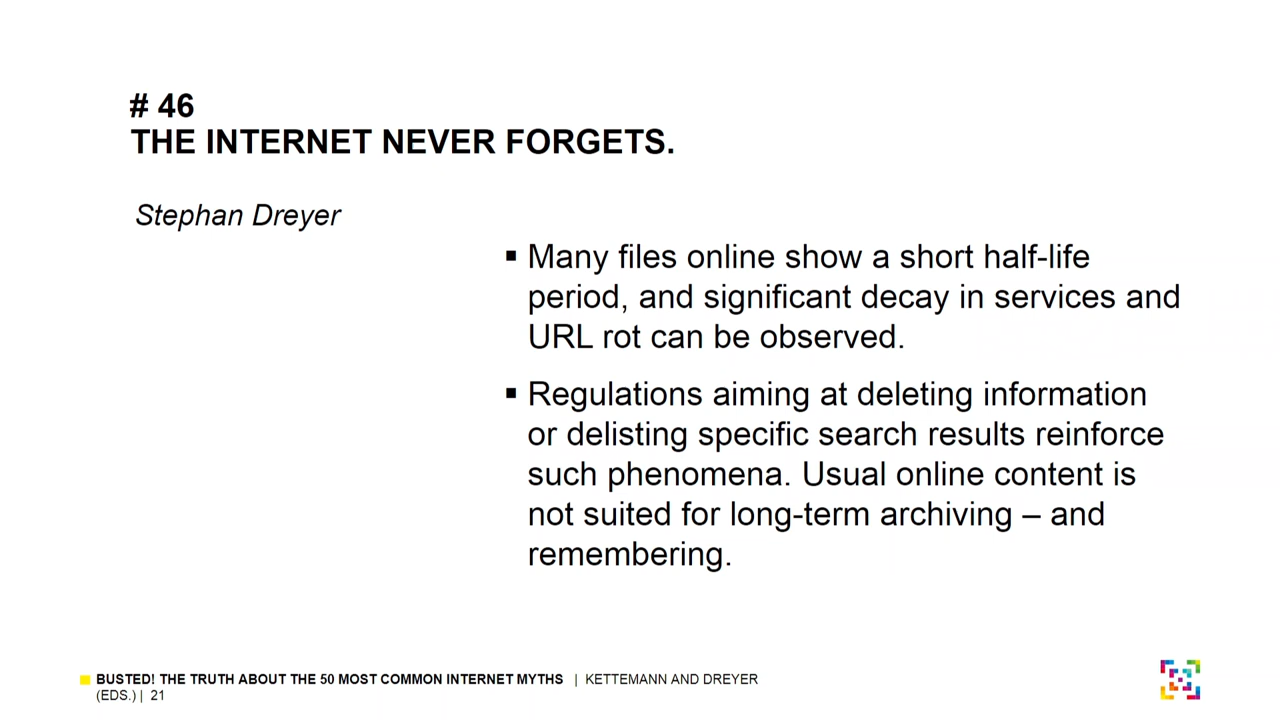 # 46
THE INTERNET NEVER FORGETS.
Stephan Dreyer
▪ Many files online show a short half-life
period, and significant decay in services and
URL rot can be observed.
▪ Regulations aiming at deleting information
or delisting specific search results reinforce
such phenomena. Usual online content is
not suited for long-term archiving – and
remembering.
BUSTED! THE TRUTH ABOUT THE 50 MOST COMMON INTERNET MYTHS | KETTEMANN AND DREYER
(EDS.) | 21